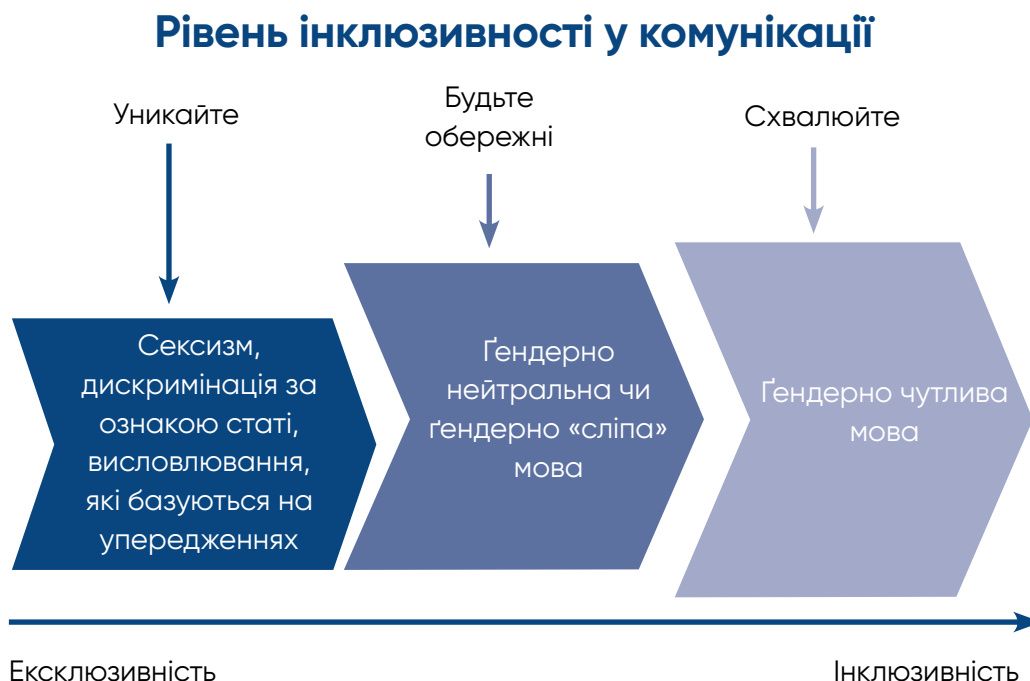 Рівень інклюзивності у комунікації
Уникайте
Будьте
обережні
Схвалюйте
Сексизм,
дискримінація за
ознакою статі,
висловлювання,
які базуються на
упередженнях
Ґендерно
нейтральна чи
ґендерно «сліпа»
мова
Ґендерно чутлива
мова
Ексклюзивність
Інклюзивність